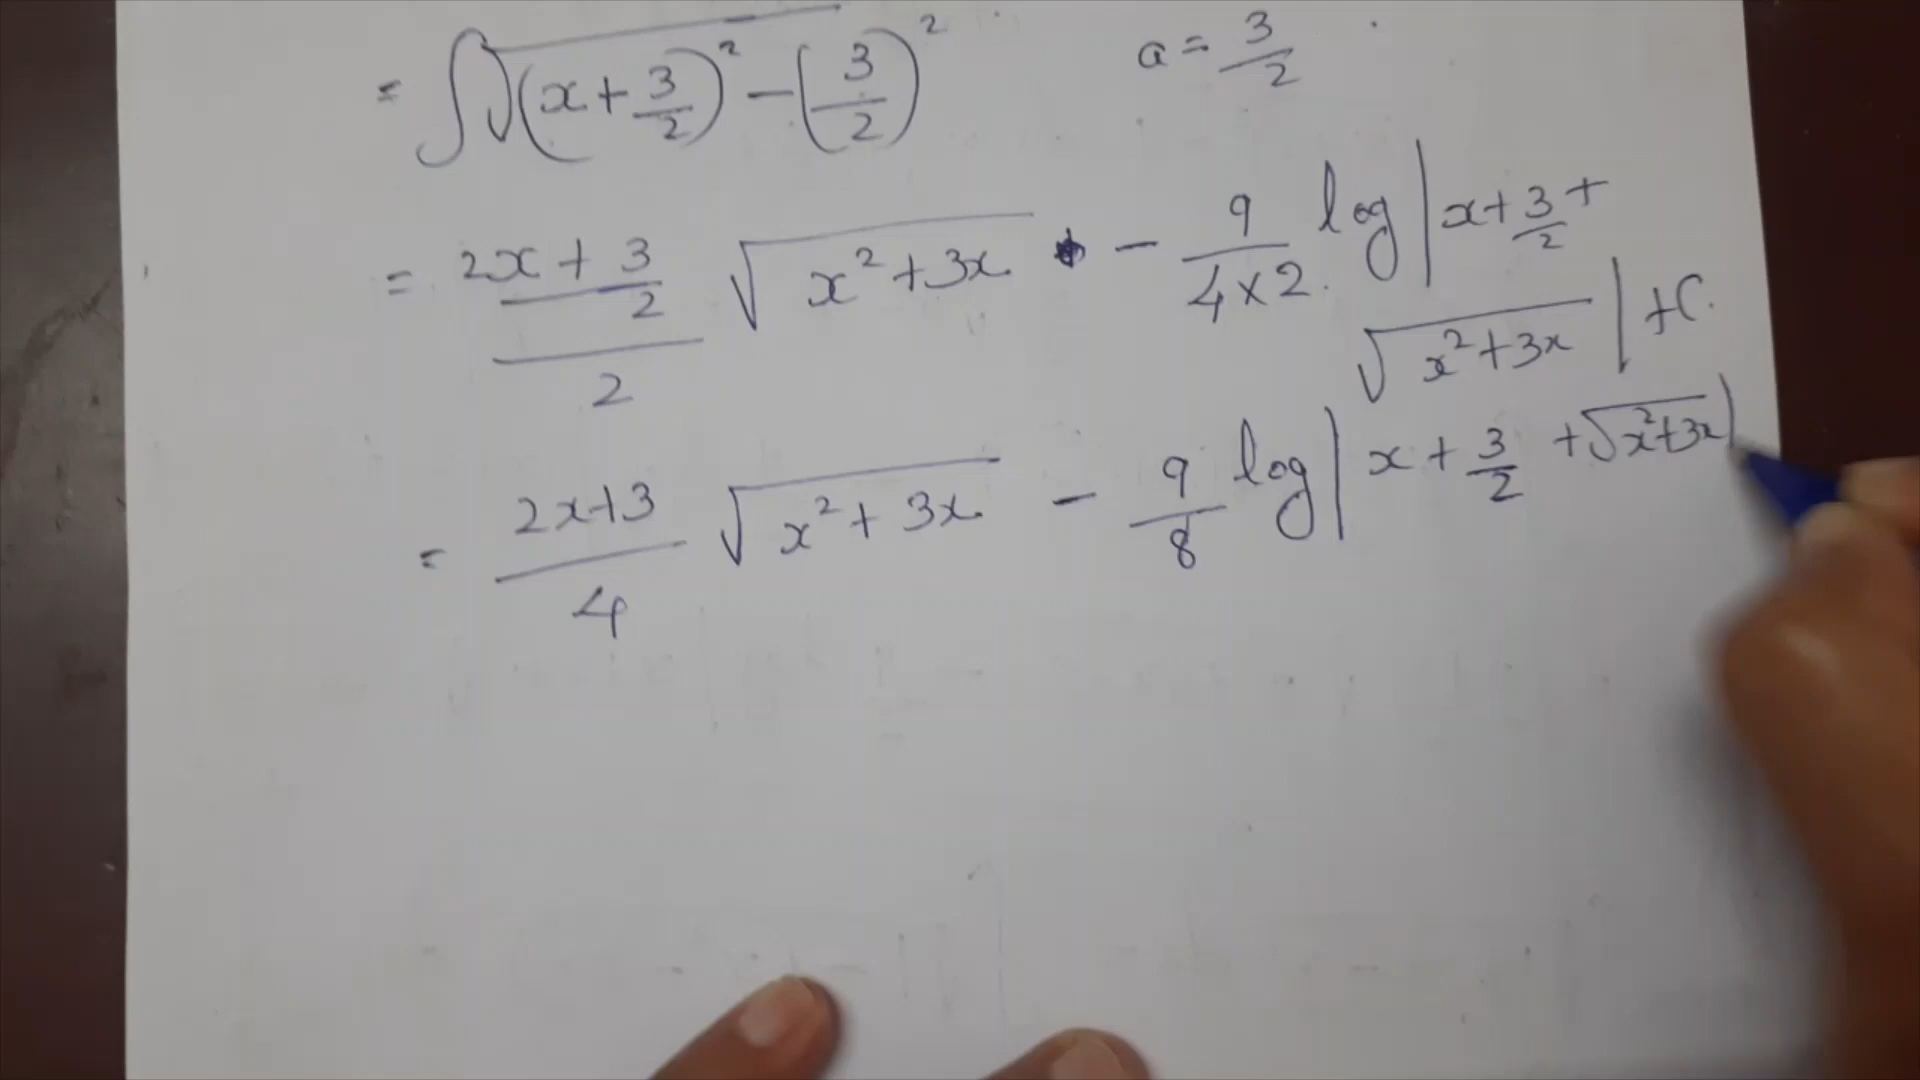 = ∫√((x + 3/2)² − (3/2)²) a = 3/2
= (2x + 3/2)/2 √(x² + 3x) − 9/(4×2) log |x + 3/2 +
√(x² + 3x)| + C.
= (2x+3)/4 √(x² + 3x) − 9/8 log |x + 3/2 + √(x²+3x)|